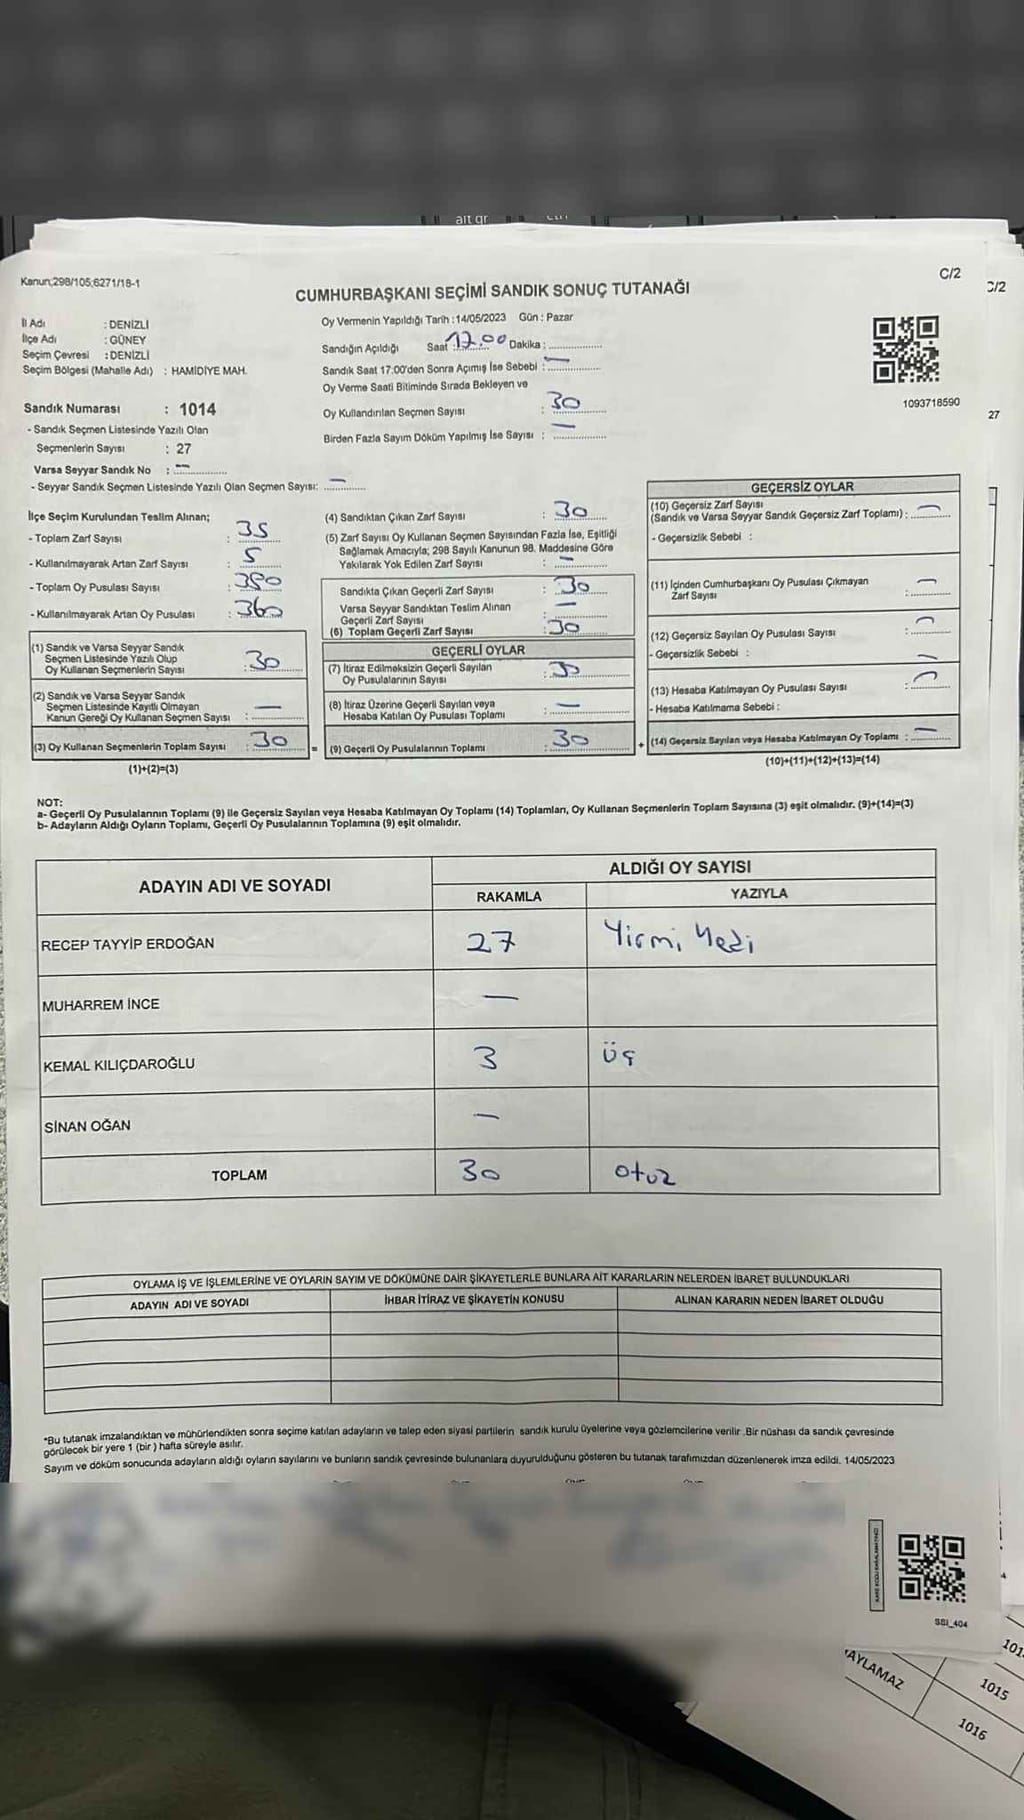 alt gr
Kanun;298/105;6271/18-1
C/2
C/2
CUMHURBAŞKANI SEÇİMİ SANDIK SONUÇ TUTANAĞI
İl Adı : DENİZLİ
İlçe Adı : GÜNEY
Seçim Çevresi : DENİZLİ
Seçim Bölgesi (Mahalle Adı) : HAMİDİYE MAH.
Oy Vermenin Yapıldığı Tarih :14/05/2023 Gün : Pazar
Sandığın Açıldığı Saat : 17.00 Dakika :
Sandık Saat 17:00'den Sonra Açımış İse Sebebi : —
Oy Verme Saati Bitiminde Sırada Bekleyen ve
Oy Kullandırılan Seçmen Sayısı : 30
Birden Fazla Sayım Döküm Yapılmış İse Sayısı : —
1093718590
27
Sandık Numarası : 1014
- Sandık Seçmen Listesinde Yazılı Olan
Seçmenlerin Sayısı : 27
Varsa Seyyar Sandık No : —
- Seyyar Sandık Seçmen Listesinde Yazılı Olan Seçmen Sayısı: —
İlçe Seçim Kurulundan Teslim Alınan;
- Toplam Zarf Sayısı : 35
- Kullanılmayarak Artan Zarf Sayısı : 5
- Toplam Oy Pusulası Sayısı : 390
- Kullanılmayarak Artan Oy Pusulası : 360
(1) Sandık ve Varsa Seyyar Sandık
Seçmen Listesinde Yazılı Olup
Oy Kullanan Seçmenlerin Sayısı : 30
(2) Sandık ve Varsa Seyyar Sandık
Seçmen Listesinde Kayıtlı Olmayan
Kanun Gereği Oy Kullanan Seçmen Sayısı : —
(3) Oy Kullanan Seçmenlerin Toplam Sayısı : 30
(1)+(2)=(3)
(4) Sandıktan Çıkan Zarf Sayısı : 30
(5) Zarf Sayısı Oy Kullanan Seçmen Sayısından Fazla İse, Eşitliği
Sağlamak Amacıyla; 298 Sayılı Kanunun 98. Maddesine Göre
Yakılarak Yok Edilen Zarf Sayısı : —
Sandıkta Çıkan Geçerli Zarf Sayısı : 30
Varsa Seyyar Sandıktan Teslim Alınan
Geçerli Zarf Sayısı : —
(6) Toplam Geçerli Zarf Sayısı : 30
GEÇERLİ OYLAR
(7) İtiraz Edilmeksizin Geçerli Sayılan
Oy Pusulalarının Sayısı : 30
(8) İtiraz Üzerine Geçerli Sayılan veya
Hesaba Katılan Oy Pusulası Toplamı : —
= (9) Geçerli Oy Pusulalarının Toplamı : 30
GEÇERSİZ OYLAR
(10) Geçersiz Zarf Sayısı
(Sandık ve Varsa Seyyar Sandık Geçersiz Zarf Toplamı) : —
- Geçersizlik Sebebi :
(11) İçinden Cumhurbaşkanı Oy Pusulası Çıkmayan
Zarf Sayısı : —
(12) Geçersiz Sayılan Oy Pusulası Sayısı : —
- Geçersizlik Sebebi : —
(13) Hesaba Katılmayan Oy Pusulası Sayısı : —
- Hesaba Katılmama Sebebi :
+ (14) Geçersiz Sayılan veya Hesaba Katılmayan Oy Toplamı : —
(10)+(11)+(12)+(13)=(14)
NOT:
a- Geçerli Oy Pusulalarının Toplamı (9) ile Geçersiz Sayılan veya Hesaba Katılmayan Oy Toplamı (14) Toplamları, Oy Kullanan Seçmenlerin Toplam Sayısına (3) eşit olmalıdır. (9)+(14)=(3)
b- Adayların Aldığı Oyların Toplamı, Geçerli Oy Pusulalarının Toplamına (9) eşit olmalıdır.
ADAYIN ADI VE SOYADI ALDIĞI OY SAYISI
RAKAMLA YAZIYLA
RECEP TAYYİP ERDOĞAN 27 Yirmi Yedi
MUHARREM İNCE —
KEMAL KILIÇDAROĞLU 3 üç
SİNAN OĞAN —
TOPLAM 30 otuz
OYLAMA İŞ VE İŞLEMLERİNE VE OYLARIN SAYIM VE DÖKÜMÜNE DAİR ŞİKAYETLERLE BUNLARA AİT KARARLARIN NELERDEN İBARET BULUNDUKLARI
ADAYIN ADI VE SOYADI İHBAR İTİRAZ VE ŞİKAYETİN KONUSU ALINAN KARARIN NEDEN İBARET OLDUĞU
*Bu tutanak imzalandıktan ve mühürlendikten sonra seçime katılan adayların ve talep eden siyasi partilerin sandık kurulu üyelerine veya gözlemcilerine verilir .Bir nüshası da sandık çevresinde
görülecek bir yere 1 (bir ) hafta süreyle asılır.
Sayım ve döküm sonucunda adayların aldığı oyların sayılarını ve bunların sandık çevresinde bulunanlara duyurulduğunu gösteren bu tutanak tarafımızdan düzenlenerek imza edildi. 14/05/2023
SSI_404
AYLAMAZ
1015
1016